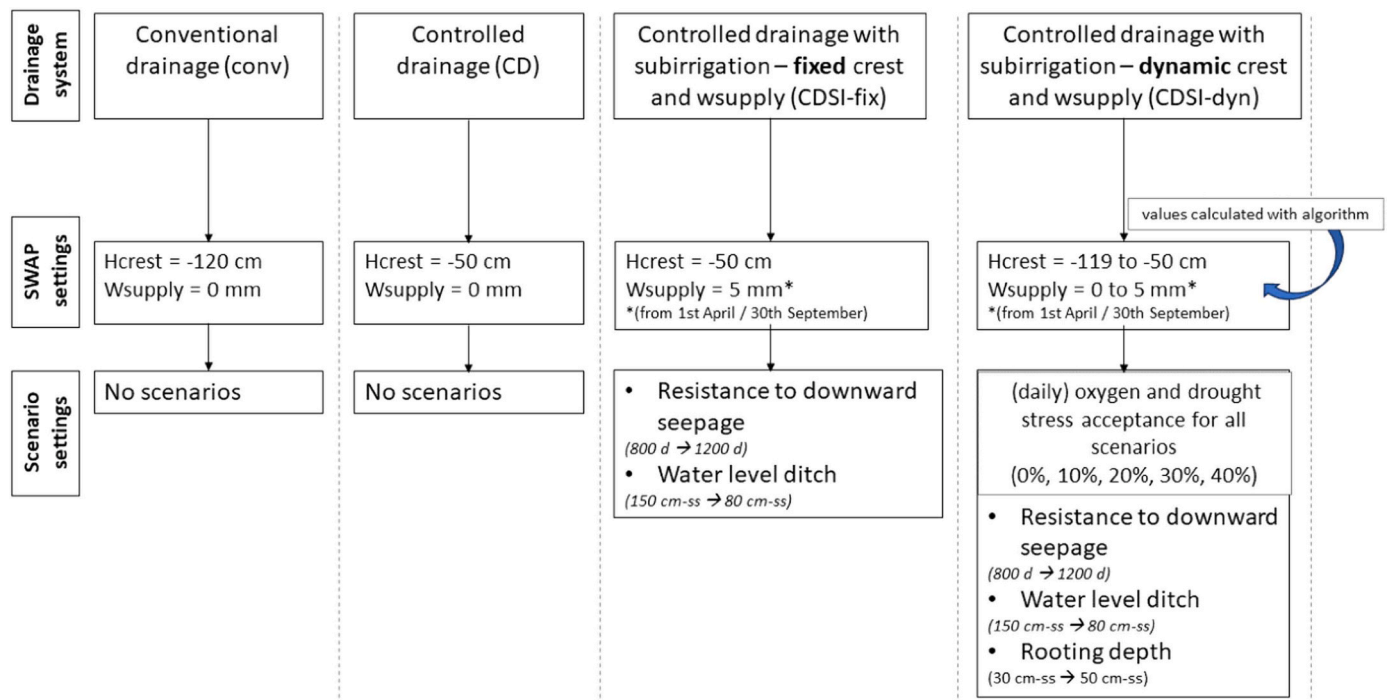 Drainage
system
Conventional
drainage (conv)
Controlled
drainage (CD)
Controlled drainage with
subirrigation – fixed crest
and wsupply (CDSI-fix)
Controlled drainage with
subirrigation – dynamic crest
and wsupply (CDSI-dyn)
values calculated with algorithm
SWAP
settings
Hcrest = -120 cm
Wsupply = 0 mm
Hcrest = -50 cm
Wsupply = 0 mm
Hcrest = -50 cm
Wsupply = 5 mm*
*(from 1st April / 30th September)
Hcrest = -119 to -50 cm
Wsupply = 0 to 5 mm*
*(from 1st April / 30th September)
Scenario
settings
No scenarios
No scenarios
• Resistance to downward
seepage
(800 d → 1200 d)
• Water level ditch
(150 cm-ss → 80 cm-ss)
(daily) oxygen and drought
stress acceptance for all
scenarios
(0%, 10%, 20%, 30%, 40%)
• Resistance to downward
seepage
(800 d → 1200 d)
• Water level ditch
(150 cm-ss → 80 cm-ss)
• Rooting depth
(30 cm-ss → 50 cm-ss)